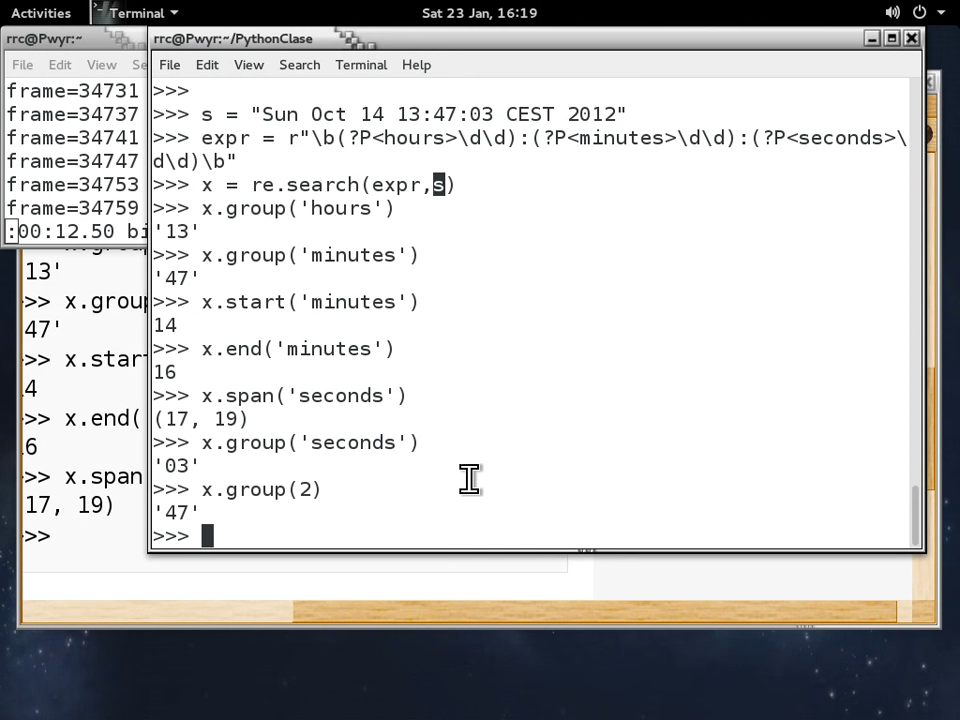 Activities Terminal Sat 23 Jan, 16:19
rrc@Pwyr:~
File Edit View
frame=34731
frame=34737
frame=34741
frame=34747
frame=34753
frame=34759
:00:12.50
rrc@Pwyr:~/PythonClase
File Edit View Search Terminal Help
>>>
>>> s = "Sun Oct 14 13:47:03 CEST 2012"
>>> expr = r"\b(?P<hours>\d\d):(?P<minutes>\d\d):(?P<seconds>\
d\d)\b"
>>> x = re.search(expr,s)
>>> x.group('hours')
'13'
>>> x.group('minutes')
'47'
>>> x.start('minutes')
14
>>> x.end('minutes')
16
>>> x.span('seconds')
(17, 19)
>>> x.group('seconds')
'03'
>>> x.group(2)
'47'
>>>
13'
>> x.group
47'
>> x.start
4
>> x.end(
6
>> x.span
17, 19)
>>